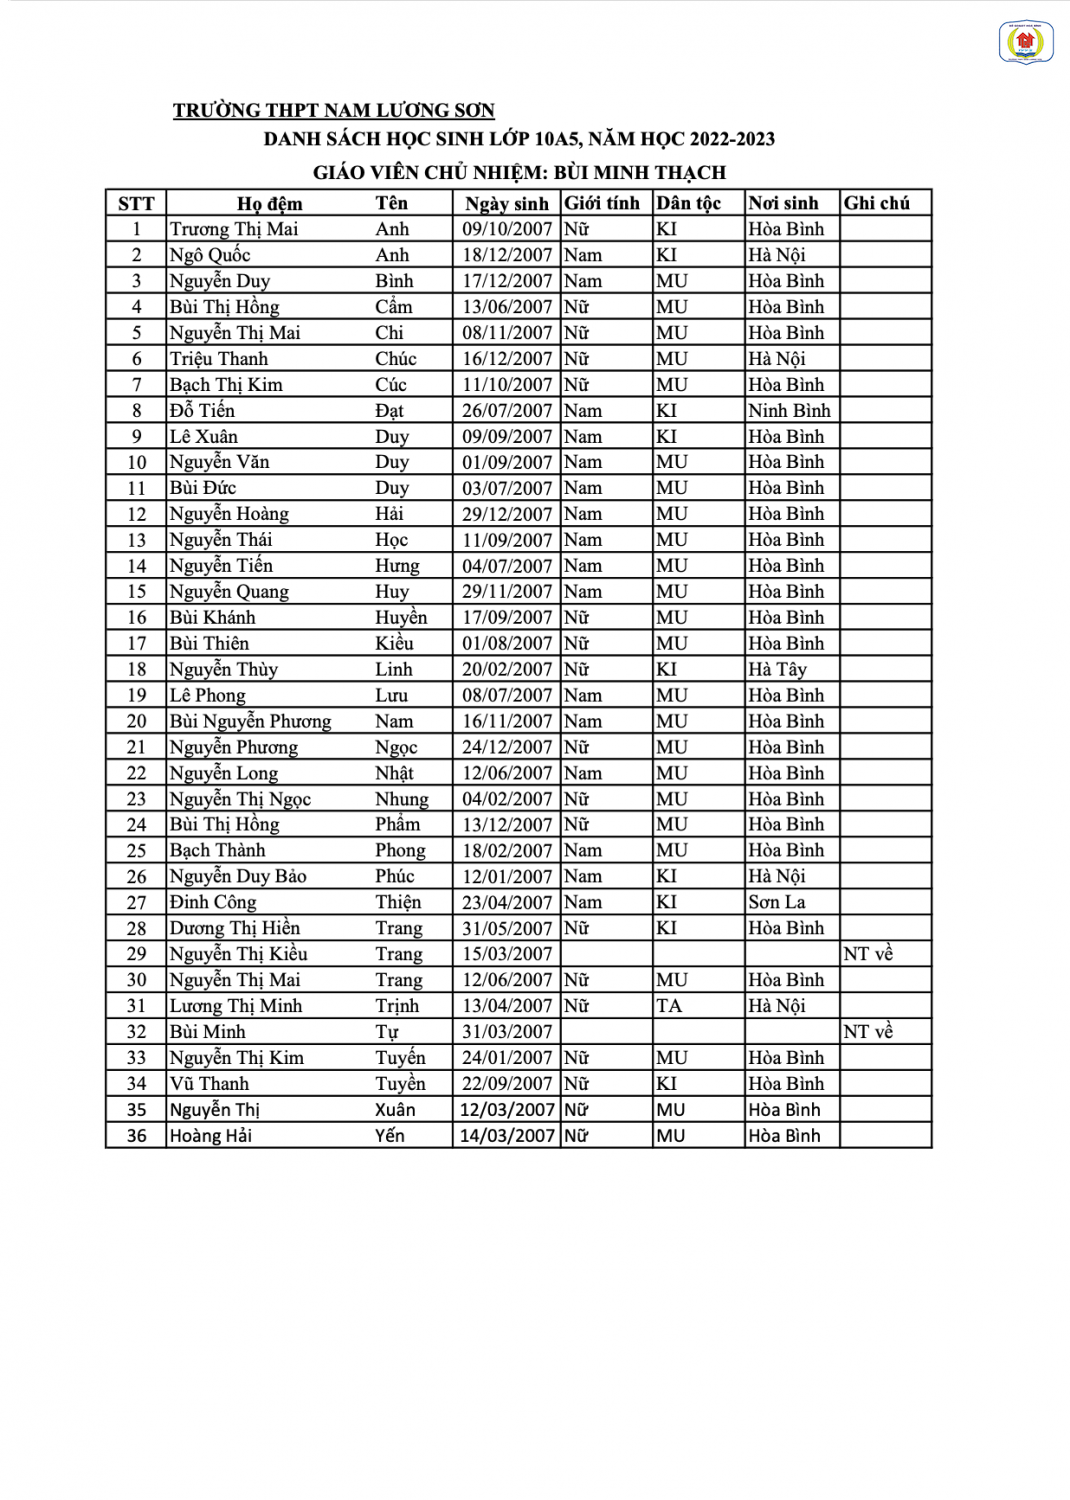 TRƯỜNG THPT NAM LƯƠNG SƠN
DANH SÁCH HỌC SINH LỚP 10A5, NĂM HỌC 2022-2023
GIÁO VIÊN CHỦ NHIỆM: BÙI MINH THẠCH
STT Họ đệm Tên Ngày sinh Giới tính Dân tộc Nơi sinh Ghi chú
1 Trương Thị Mai Anh 09/10/2007 Nữ KI Hòa Bình
2 Ngô Quốc Anh 18/12/2007 Nam KI Hà Nội
3 Nguyễn Duy Bình 17/12/2007 Nam MU Hòa Bình
4 Bùi Thị Hồng Cẩm 13/06/2007 Nữ MU Hòa Bình
5 Nguyễn Thị Mai Chi 08/11/2007 Nữ MU Hòa Bình
6 Triệu Thanh Chúc 16/12/2007 Nữ MU Hà Nội
7 Bạch Thị Kim Cúc 11/10/2007 Nữ MU Hòa Bình
8 Đỗ Tiến Đạt 26/07/2007 Nam KI Ninh Bình
9 Lê Xuân Duy 09/09/2007 Nam KI Hòa Bình
10 Nguyễn Văn Duy 01/09/2007 Nam MU Hòa Bình
11 Bùi Đức Duy 03/07/2007 Nam MU Hòa Bình
12 Nguyễn Hoàng Hải 29/12/2007 Nam MU Hòa Bình
13 Nguyễn Thái Học 11/09/2007 Nam MU Hòa Bình
14 Nguyễn Tiến Hưng 04/07/2007 Nam MU Hòa Bình
15 Nguyễn Quang Huy 29/11/2007 Nam MU Hòa Bình
16 Bùi Khánh Huyền 17/09/2007 Nữ MU Hòa Bình
17 Bùi Thiên Kiều 01/08/2007 Nữ MU Hòa Bình
18 Nguyễn Thùy Linh 20/02/2007 Nữ KI Hà Tây
19 Lê Phong Lưu 08/07/2007 Nam MU Hòa Bình
20 Bùi Nguyễn Phương Nam 16/11/2007 Nam MU Hòa Bình
21 Nguyễn Phương Ngọc 24/12/2007 Nữ MU Hòa Bình
22 Nguyễn Long Nhật 12/06/2007 Nam MU Hòa Bình
23 Nguyễn Thị Ngọc Nhung 04/02/2007 Nữ MU Hòa Bình
24 Bùi Thị Hồng Phẩm 13/12/2007 Nữ MU Hòa Bình
25 Bạch Thành Phong 18/02/2007 Nam MU Hòa Bình
26 Nguyễn Duy Bảo Phúc 12/01/2007 Nam KI Hà Nội
27 Đinh Công Thiện 23/04/2007 Nam KI Sơn La
28 Dương Thị Hiền Trang 31/05/2007 Nữ KI Hòa Bình
29 Nguyễn Thị Kiều Trang 15/03/2007 NT về
30 Nguyễn Thị Mai Trang 12/06/2007 Nữ MU Hòa Bình
31 Lương Thị Minh Trịnh 13/04/2007 Nữ TA Hà Nội
32 Bùi Minh Tự 31/03/2007 NT về
33 Nguyễn Thị Kim Tuyến 24/01/2007 Nữ MU Hòa Bình
34 Vũ Thanh Tuyền 22/09/2007 Nữ KI Hòa Bình
35 Nguyễn Thị Xuân 12/03/2007 Nữ MU Hòa Bình
36 Hoàng Hải Yến 14/03/2007 Nữ MU Hòa Bình